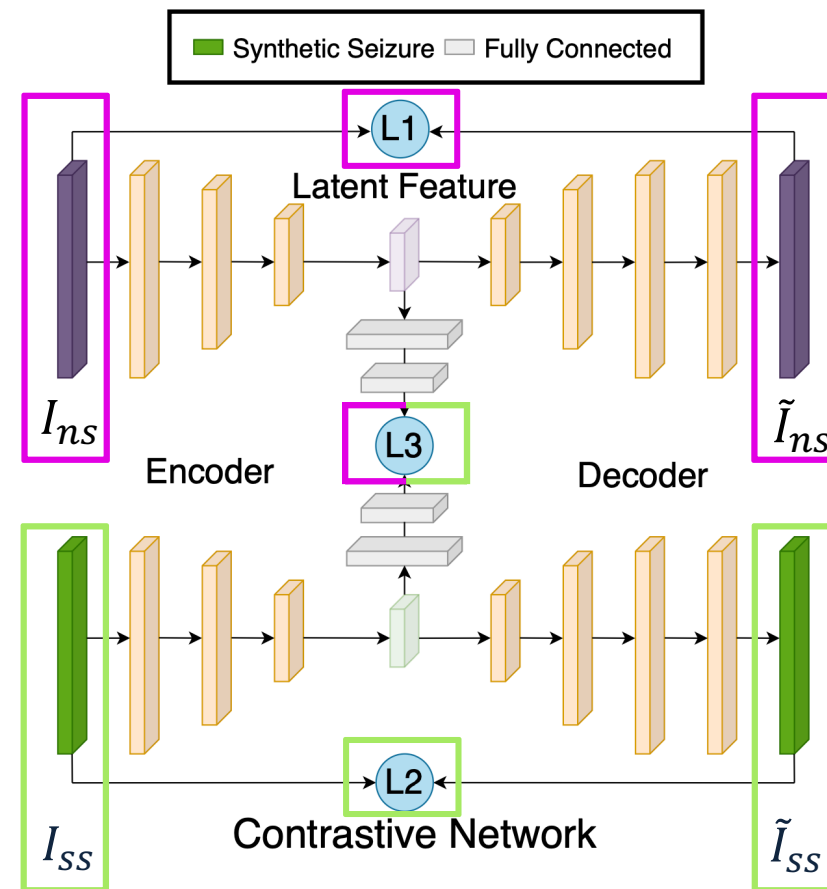 Synthetic Seizure Fully Connected
L1
Latent Feature
I_ns
Ĩ_ns
L3
Encoder
Decoder
L2
I_ss
Ĩ_ss
Contrastive Network